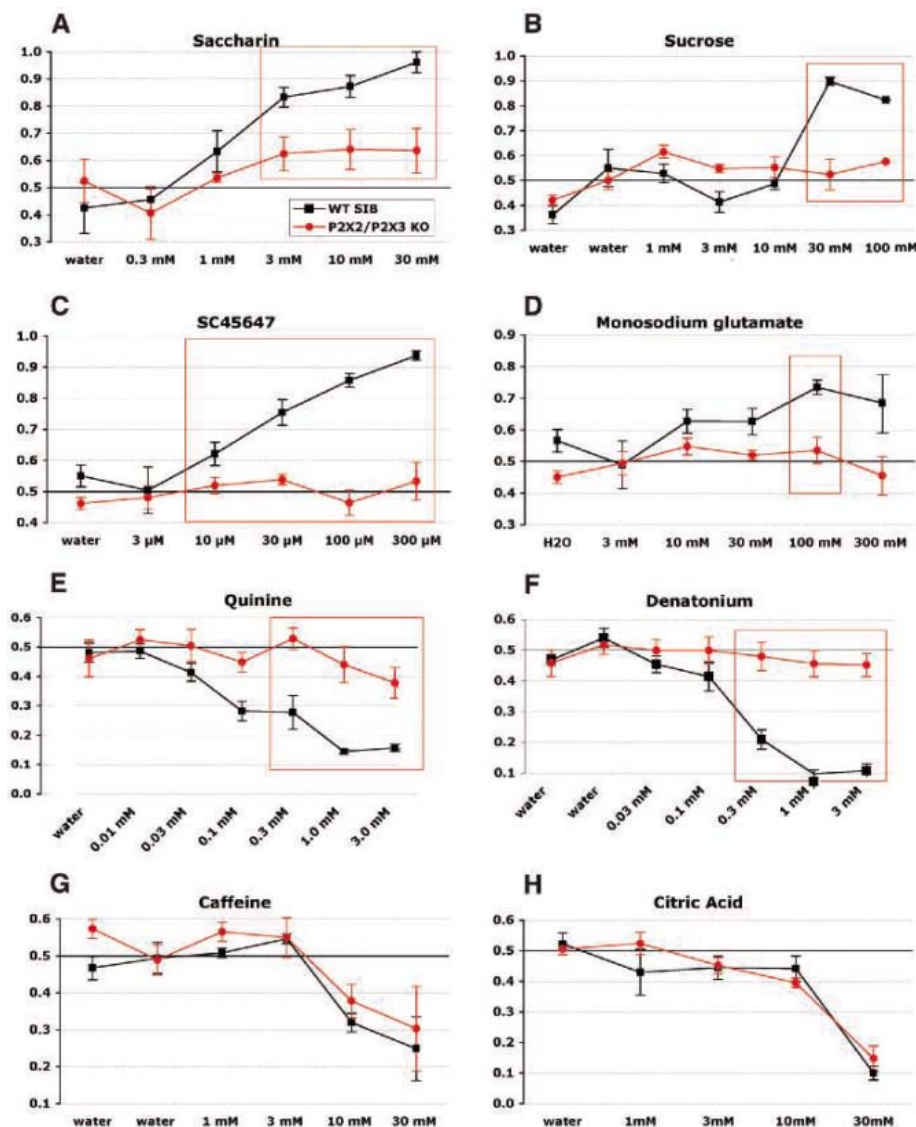 A
Saccharin
1.0
0.9
0.8
0.7
0.6
0.5
0.4
0.3
WT SIB
P2X2/P2X3 KO
water 0.3 mM 1 mM 3 mM 10 mM 30 mM
B
Sucrose
1.0
0.9
0.8
0.7
0.6
0.5
0.4
0.3
water water 1 mM 3 mM 10 mM 30 mM 100 mM
C
SC45647
1.0
0.9
0.8
0.7
0.6
0.5
0.4
water 3 µM 10 µM 30 µM 100 µM 300 µM
D
Monosodium glutamate
0.9
0.8
0.7
0.6
0.5
0.4
0.3
H2O 3 mM 10 mM 30 mM 100 mM 300 mM
E
Quinine
0.6
0.5
0.4
0.3
0.2
0.1
0.0
water 0.01 mM 0.03 mM 0.1 mM 0.3 mM 1.0 mM 3.0 mM
F
Denatonium
0.6
0.5
0.4
0.3
0.2
0.1
water water 0.03 mM 0.1 mM 0.3 mM 1 mM 3 mM
G
Caffeine
0.6
0.5
0.4
0.3
0.2
0.1
water water 1 mM 3 mM 10 mM 30 mM
H
Citric Acid
0.6
0.5
0.4
0.3
0.2
0.1
0.0
water 1mM 3mM 10mM 30mM